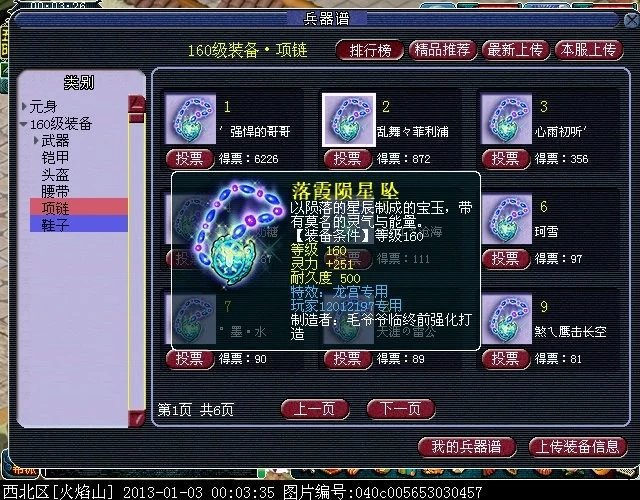 兵器谱
160级装备·项链
排行榜
精品推荐
最新上传
本服上传
类别
元身
160级装备
武器
铠甲
头盔
腰带
项链
鞋子
1
′强悍的哥哥
投票 得票：6226
2
乱舞々菲利浦
投票 得票：872
3
心雨初听′
投票 得票：356
落霞陨星坠
以陨落的星辰制成的宝玉，带
有莫名的灵气与能量。
【装备条件】等级160
等级 160
灵力 +251
耐久度 500
特效：龙宫专用
玩家12012197专用
制造者：毛爷爷临终前强化打
造
6
珂雪
投票 得票：97
7
°墨·水
投票 得票：90
得票：89
9
煞乀鹰击长空
投票 得票：81
第1页 共6页
上一页
下一页
我的兵器谱
上传装备信息
西北区[火焰山] 2013-01-03 00:03:35 图片编号:040c005653030457